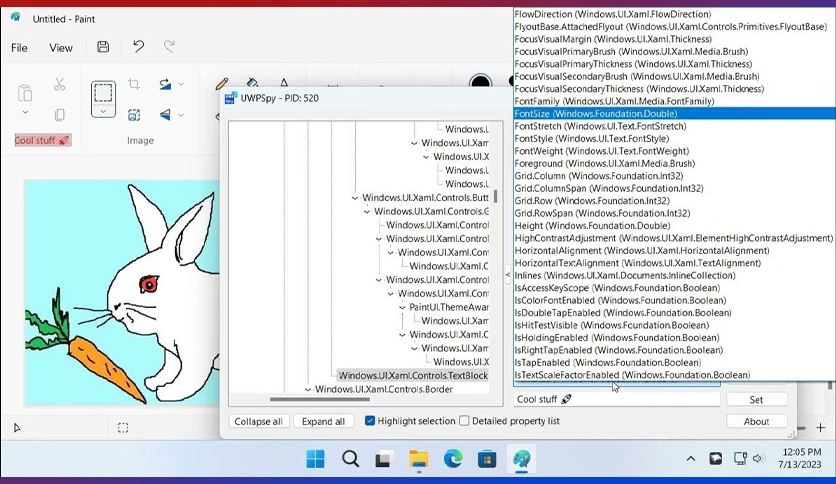 Untitled - Paint
File
View
Cool stuff 🚀
Image
UWPSpy - PID: 520
Windows.U
Windows.UI.Xam
Windows.UI.X
Windows.
Windows.
Windows.UI.Xaml.Controls.Butt
Windows.UI.Xaml.Controls.G
Windows.UI.Xaml.Control
Windows.UI.Xaml.Control
Windows.UI.Xaml.Con
Windows.UI.Xaml.C
Windows.UI.Xaml.Control
Windows.UI.Xaml.Cont
PaintUI.ThemeAwar
Windows.UI.Xam
Windows.UI.Xaml.C
Windows.UI.Xam
Windows.UI.X
Windows.UI.Xaml.Controls.TextBlock
Windows.UI.Xaml.Controls.Border
Collapse all
Expand all
Highlight selection
Detailed property list
FlowDirection (Windows.UI.Xaml.FlowDirection)
FlyoutBase.AttachedFlyout (Windows.UI.Xaml.Controls.Primitives.FlyoutBase)
FocusVisualMargin (Windows.UI.Xaml.Thickness)
FocusVisualPrimaryBrush (Windows.UI.Xaml.Media.Brush)
FocusVisualPrimaryThickness (Windows.UI.Xaml.Thickness)
FocusVisualSecondaryBrush (Windows.UI.Xaml.Media.Brush)
FocusVisualSecondaryThickness (Windows.UI.Xaml.Thickness)
FontFamily (Windows.UI.Xaml.Media.FontFamily)
FontSize (Windows.Foundation.Double)
FontStretch (Windows.UI.Text.FontStretch)
FontStyle (Windows.UI.Text.FontStyle)
FontWeight (Windows.UI.Text.FontWeight)
Foreground (Windows.UI.Xaml.Media.Brush)
Grid.Column (Windows.Foundation.Int32)
Grid.ColumnSpan (Windows.Foundation.Int32)
Grid.Row (Windows.Foundation.Int32)
Grid.RowSpan (Windows.Foundation.Int32)
Height (Windows.Foundation.Double)
HighContrastAdjustment (Windows.UI.Xaml.ElementHighContrastAdjustment)
HorizontalAlignment (Windows.UI.Xaml.HorizontalAlignment)
HorizontalTextAlignment (Windows.UI.Xaml.TextAlignment)
Inlines (Windows.UI.Xaml.Documents.InlineCollection)
IsAccessKeyScope (Windows.Foundation.Boolean)
IsColorFontEnabled (Windows.Foundation.Boolean)
IsDoubleTapEnabled (Windows.Foundation.Boolean)
IsHitTestVisible (Windows.Foundation.Boolean)
IsHoldingEnabled (Windows.Foundation.Boolean)
IsRightTapEnabled (Windows.Foundation.Boolean)
IsTapEnabled (Windows.Foundation.Boolean)
IsTextScaleFactorEnabled (Windows.Foundation.Boolean)
Cool stuff 🚀
Set
About
12:05 PM
7/13/2023